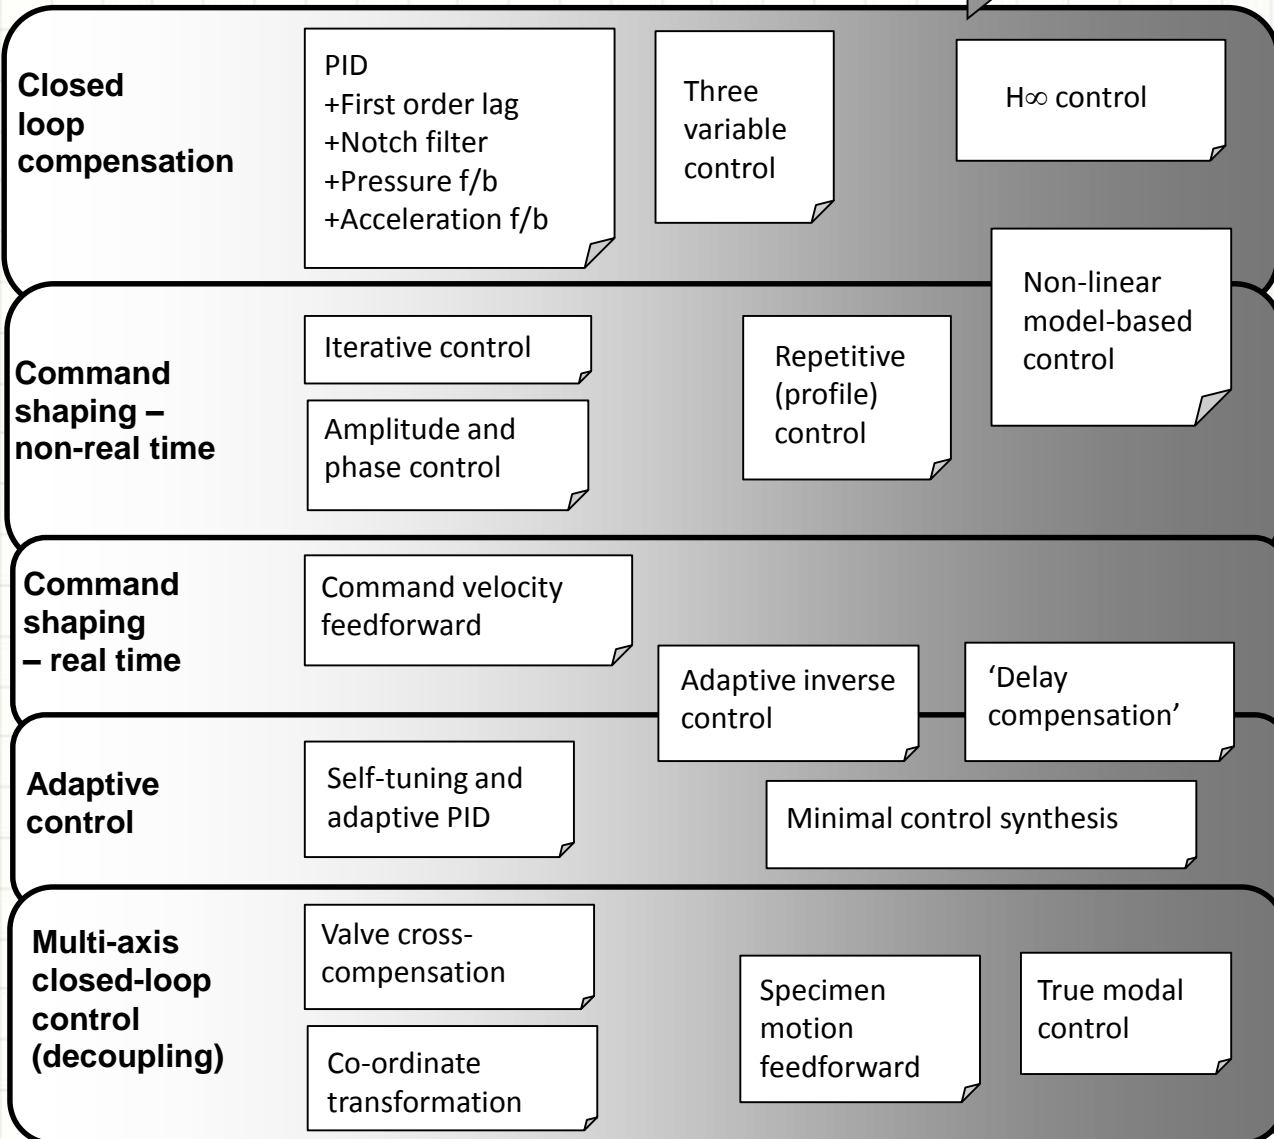 Closed
loop
compensation
PID
+First order lag
+Notch filter
+Pressure f/b
+Acceleration f/b
Three
variable
control
H∞ control
Non-linear
model-based
control
Command
shaping –
non-real time
Iterative control
Amplitude and
phase control
Repetitive
(profile)
control
Command
shaping
– real time
Command velocity
feedforward
Adaptive inverse
control
‘Delay
compensation’
Adaptive
control
Self-tuning and
adaptive PID
Minimal control synthesis
Multi-axis
closed-loop
control
(decoupling)
Valve cross-
compensation
Co-ordinate
transformation
Specimen
motion
feedforward
True modal
control